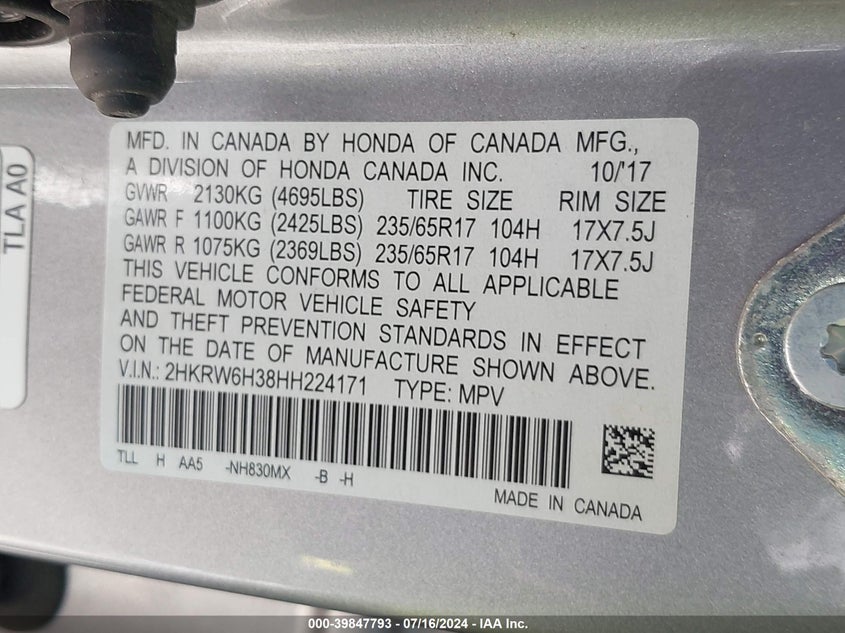 MFD. IN CANADA BY HONDA OF CANADA MFG.,
A DIVISION OF HONDA CANADA INC. 10/'17
GVWR 2130KG (4695LBS) TIRE SIZE RIM SIZE
GAWR F 1100KG (2425LBS) 235/65R17 104H 17X7.5J
GAWR R 1075KG (2369LBS) 235/65R17 104H 17X7.5J
THIS VEHICLE CONFORMS TO ALL APPLICABLE
FEDERAL MOTOR VEHICLE SAFETY
AND THEFT PREVENTION STANDARDS IN EFFECT
ON THE DATE OF MANUFACTURE SHOWN ABOVE.
V.I.N.: 2HKRW6H38HH224171 TYPE: MPV
TLL H AA5 -NH830MX -B -H
MADE IN CANADA
TLA A0
000-39847793 - 07/16/2024 - IAA Inc.